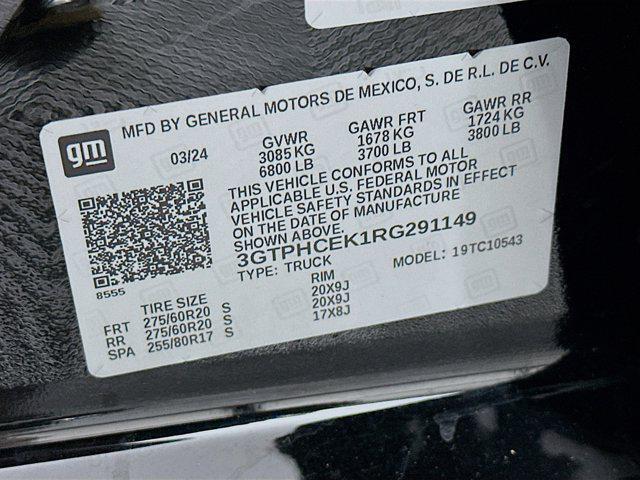 MFD BY GENERAL MOTORS DE MEXICO, S. DE R.L. DE C.V.
gm
03/24
GVWR
3085 KG
6800 LB
GAWR FRT
1678 KG
3700 LB
GAWR RR
1724 KG
3800 LB
THIS VEHICLE CONFORMS TO ALL
APPLICABLE U.S. FEDERAL MOTOR
VEHICLE SAFETY STANDARDS IN EFFECT
ON THE DATE OF MANUFACTURE
SHOWN ABOVE.
3GTPHCEK1RG291149
TYPE: TRUCK
MODEL: 19TC10543
8555
TIRE SIZE
RIM
FRT 275/60R20 S 20X9J
RR 275/60R20 S 20X9J
SPA 255/80R17 S 17X8J